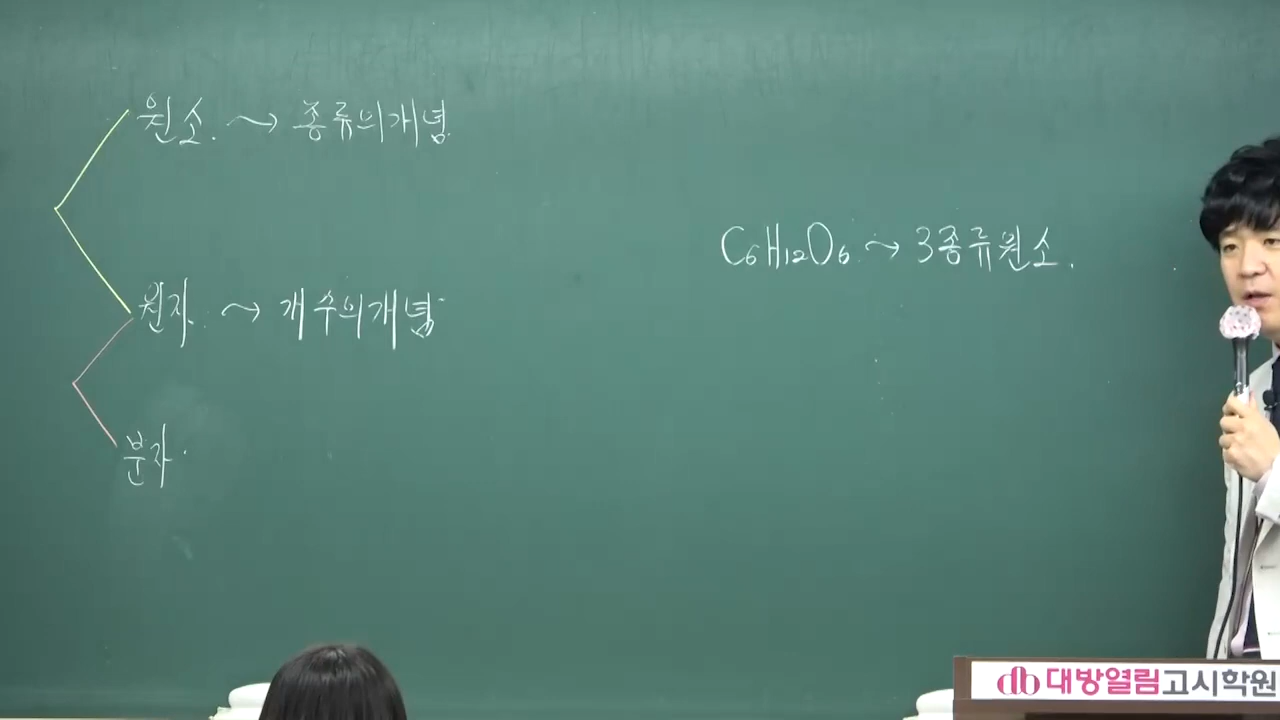 원소. ⇝ 종류의개념.
C₆H₁₂O₆ ⇝ 3종류원소.
원자. ⇝ 개수의개념.
분자.
db 대방열림고시학원